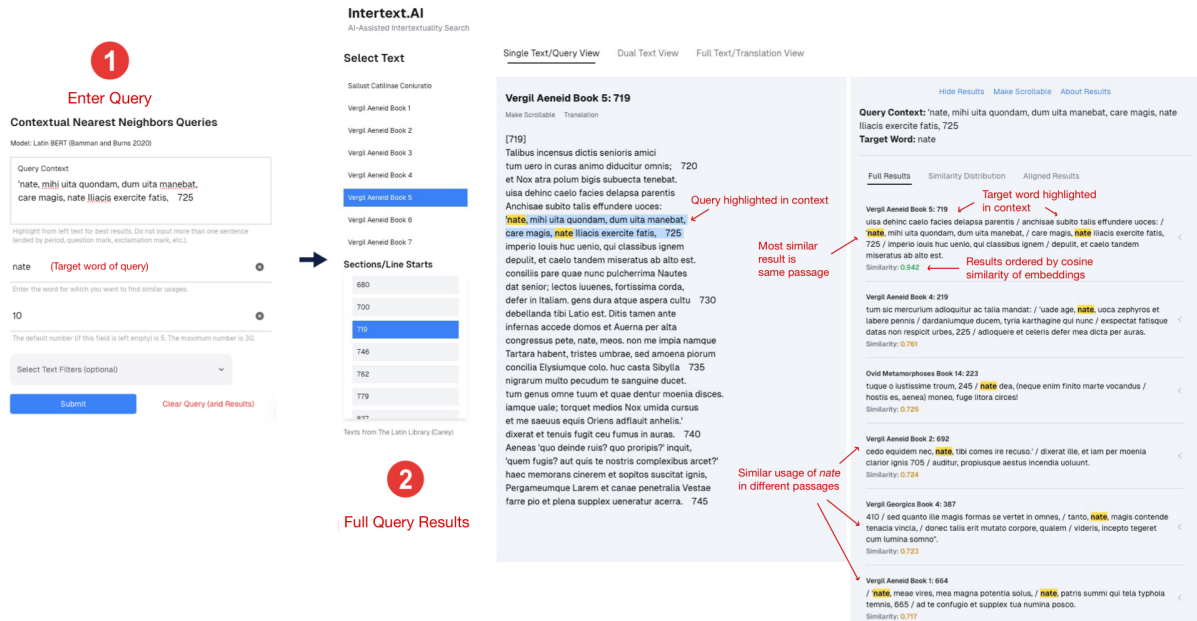 1
Enter Query
Contextual Nearest Neighbors Queries
Model: Latin BERT (Bamman and Burns 2020)
Query Context
'nate, mihi uita quondam, dum uita manebat,
care magis, nate Iliacis exercite fatis, 725
Highlight from left text for best results. Do not input more than one sentence
(ended by period, question mark, exclamation mark, etc.).
nate (Target word of query)
Enter the word for which you want to find similar usages.
10
The default number (if this field is left empty) is 5. The maximum number is 30.
Select Text Filters (optional)
Submit
Clear Query (and Results)
Intertext.AI
AI-Assisted Intertextuality Search
Select Text
Sallust Catilinae Coniuratio
Vergil Aeneid Book 1
Vergil Aeneid Book 2
Vergil Aeneid Book 3
Vergil Aeneid Book 4
Vergil Aeneid Book 5
Vergil Aeneid Book 6
Vergil Aeneid Book 7
Sections/Line Starts
680
700
719
746
762
779
827
Texts from The Latin Library (Carey)
2
Full Query Results
Single Text/Query View
Dual Text View
Full Text/Translation View
Vergil Aeneid Book 5: 719
Make Scrollable Translation
[719]
Talibus incensus dictis senioris amici
tum uero in curas animo diducitur omnis; 720
et Nox atra polum bigis subuecta tenebat.
uisa dehinc caelo facies delapsa parentis
Anchisae subito talis effundere uoces:
'nate, mihi uita quondam, dum uita manebat,
care magis, nate Iliacis exercite fatis, 725
imperio Iouis huc uenio, qui classibus ignem
depulit, et caelo tandem miseratus ab alto est.
consiliis pare quae nunc pulcherrima Nautes
dat senior; lectos iuuenes, fortissima corda,
defer in Italiam. gens dura atque aspera cultu 730
debellanda tibi Latio est. Ditis tamen ante
infernas accede domos et Auerna per alta
congressus pete, nate, meos. non me impia namque
Tartara habent, tristes umbrae, sed amoena piorum
concilia Elysiumque colo. huc casta Sibylla 735
nigrarum multo pecudum te sanguine ducet.
tum genus omne tuum et quae dentur moenia disces.
iamque uale; torquet medios Nox umida cursus
et me saeuus equis Oriens adflauit anhelis.'
dixerat et tenuis fugit ceu fumus in auras. 740
Aeneas 'quo deinde ruis? quo proripis?' inquit,
'quem fugis? aut quis te nostris complexibus arcet?'
haec memorans cinerem et sopitos suscitat ignis,
Pergameumque Larem et canae penetralia Vestae
farre pio et plena supplex ueneratur acerra. 745
Query highlighted in context
Most similar
result is
same passage
Similar usage of nate
in different passages
Hide Results Make Scrollable About Results
Query Context: 'nate, mihi uita quondam, dum uita manebat, care magis, nate
Iliacis exercite fatis, 725
Target Word: nate
Full Results
Similarity Distribution
Aligned Results
Target word highlighted
in context
Vergil Aeneid Book 5: 719
uisa dehinc caelo facies delapsa parentis / anchisae subito talis effundere uoces: /
'nate, mihi uita quondam, dum uita manebat, / care magis, nate Iliacis exercite fatis,
725 / imperio iouis huc uenio, qui classibus ignem / depulit, et caelo tandem
miseratus ab alto est.
Similarity: 0.942
Results ordered by cosine
similarity of embeddings
Vergil Aeneid Book 4: 219
tum sic mercurium adloquitur ac talia mandat: / 'uade age, nate, uoca zephyros et
labere pennis / dardaniumque ducem, tyria karthagine qui nunc / exspectat fatisque
datas non respicit urbes, 225 / adloquere et celeris defer mea dicta per auras.
Similarity: 0.761
Ovid Metamorphoses Book 14: 223
tuque o iustissime troum, 245 / nate dea, (neque enim finito marte vocandus /
hostis es, aenea) moneo, fuge litora circes!
Similarity: 0.725
Vergil Aeneid Book 2: 692
cedo equidem nec, nate, tibi comes ire recuso.' / dixerat ille, et iam per moenia
clarior ignis 705 / auditur, propiusque aestus incendia uoluunt.
Similarity: 0.724
Vergil Georgics Book 4: 387
410 / sed quanto ille magis formas se vertet in omnes, / tanto, nate, magis contende
tenacia vincla, / donec talis erit mutato corpore, qualem / videris, incepto tegeret
cum lumina somno".
Similarity: 0.723
Vergil Aeneid Book 1: 664
/ 'nate, meae vires, mea magna potentia solus, / nate, patris summi qui tela typhoia
temnis, 665 / ad te confugio et supplex tua numina posco.
Similarity: 0.717